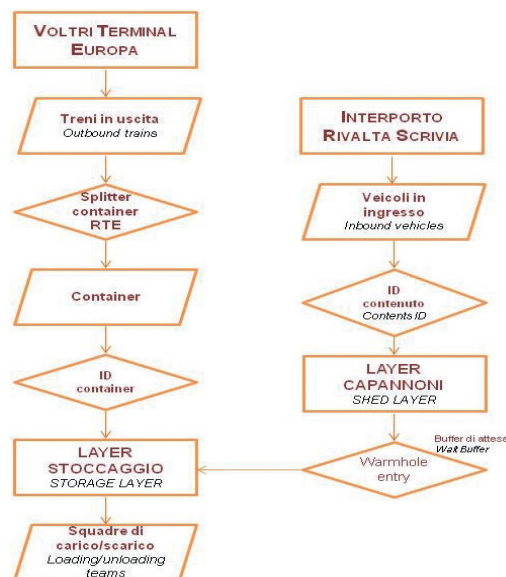 VOLTRI TERMINAL
EUROPA
Treni in uscita
Outbound trains
Splitter
container
RTE
Container
ID
container
LAYER
STOCCAGGIO
STORAGE LAYER
Squadre di
carico/scarico
Loading/unloading
teams
INTERPORTO
RIVALTA SCRIVIA
Veicoli in
ingresso
Inbound vehicles
ID
contenuto
Contents ID
LAYER
CAPANNONI
SHED LAYER
Buffer di attesa
Wait Buffer
Warmhole
entry